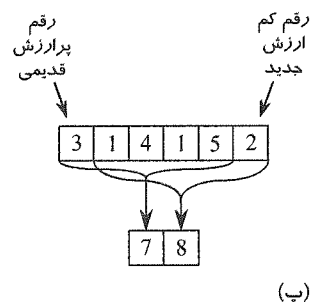 رقم کم
ارزش
جدید
رقم
پرارزش
قدیمی
3 1 4 1 5 2
7 8
(پ)